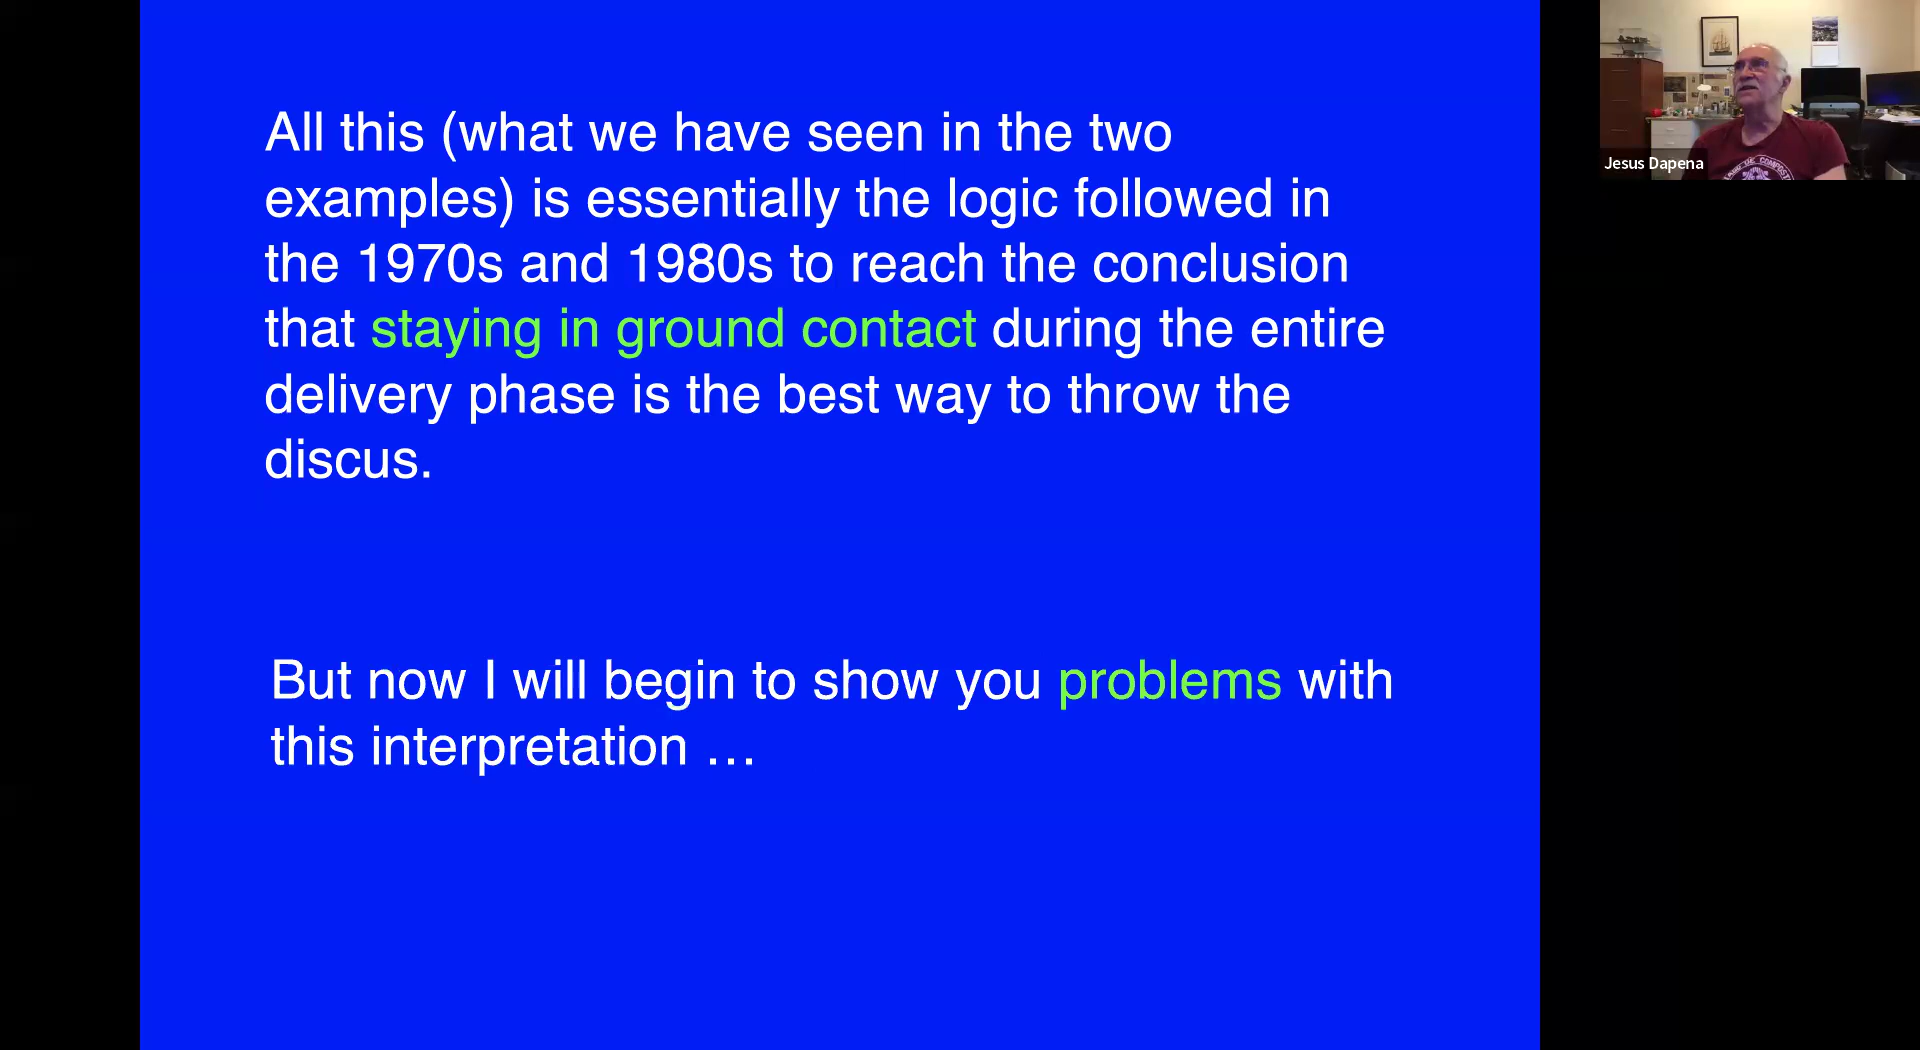 All this (what we have seen in the two
examples) is essentially the logic followed in
the 1970s and 1980s to reach the conclusion
that staying in ground contact during the entire
delivery phase is the best way to throw the
discus.
But now I will begin to show you problems with
this interpretation …
Jesus Dapena